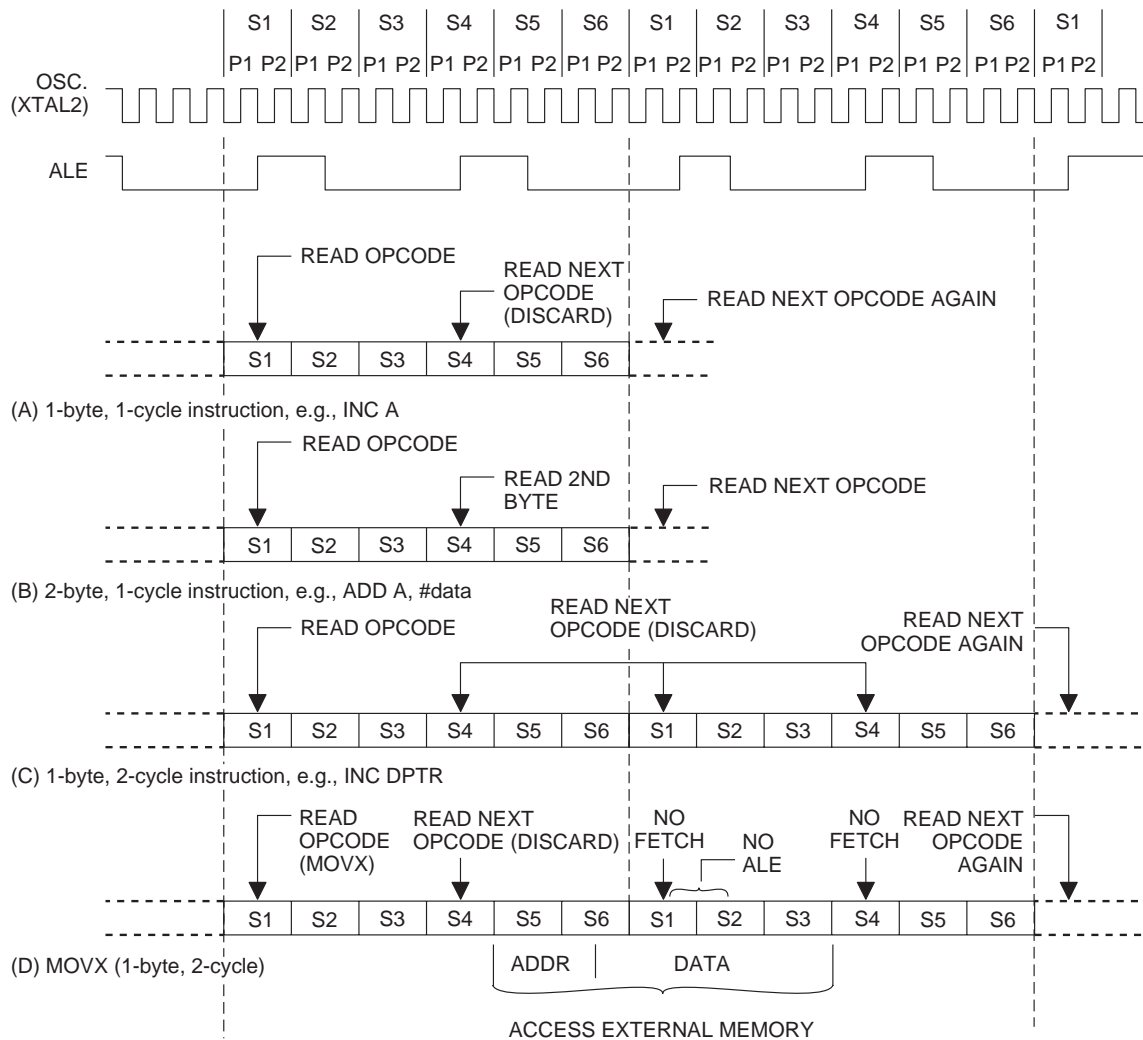 S1 S2 S3 S4 S5 S6 S1 S2 S3 S4 S5 S6 S1
P1 P2 P1 P2 P1 P2 P1 P2 P1 P2 P1 P2 P1 P2 P1 P2 P1 P2 P1 P2 P1 P2 P1 P2 P1 P2
OSC.
(XTAL2)
ALE
READ OPCODE
READ NEXT
OPCODE
(DISCARD)
READ NEXT OPCODE AGAIN
S1 S2 S3 S4 S5 S6
(A) 1-byte, 1-cycle instruction, e.g., INC A
READ OPCODE
READ 2ND
BYTE
READ NEXT OPCODE
S1 S2 S3 S4 S5 S6
(B) 2-byte, 1-cycle instruction, e.g., ADD A, #data
READ OPCODE
READ NEXT
OPCODE (DISCARD)
READ NEXT
OPCODE AGAIN
S1 S2 S3 S4 S5 S6 S1 S2 S3 S4 S5 S6
(C) 1-byte, 2-cycle instruction, e.g., INC DPTR
READ
OPCODE
(MOVX)
READ NEXT
OPCODE (DISCARD)
NO
FETCH
NO
ALE
NO
FETCH
READ NEXT
OPCODE
AGAIN
S1 S2 S3 S4 S5 S6 S1 S2 S3 S4 S5 S6
(D) MOVX (1-byte, 2-cycle)
ADDR DATA
ACCESS EXTERNAL MEMORY